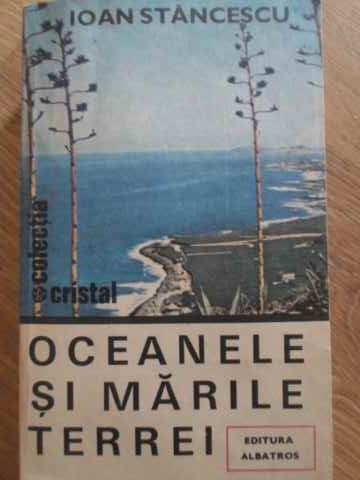 IOAN STĂNCESCU
colecția
cristal
OCEANELE
ȘI MĂRILE
TERREI
EDITURA
ALBATROS